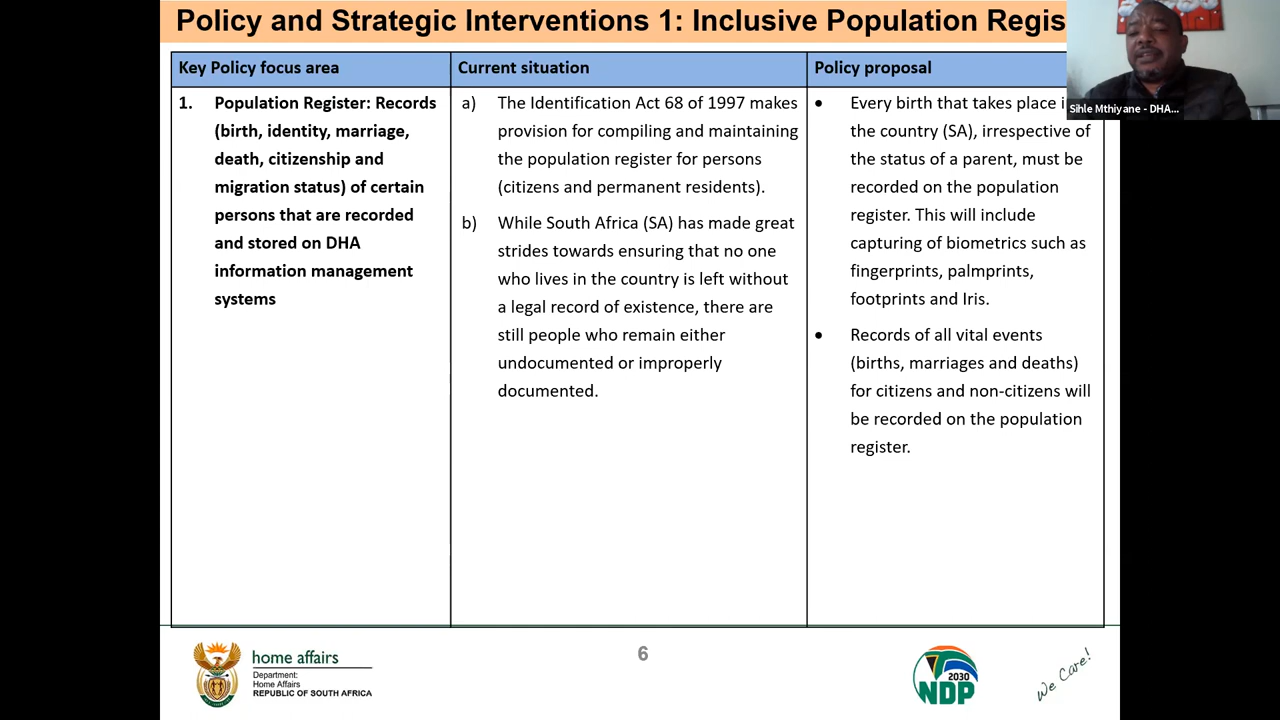 Policy and Strategic Interventions 1: Inclusive Population Regis
Sihle Mthiyane - DHA...
Key Policy focus area
Current situation
Policy proposal
1. Population Register: Records
(birth, identity, marriage,
death, citizenship and
migration status) of certain
persons that are recorded
and stored on DHA
information management
systems
a) The Identification Act 68 of 1997 makes
provision for compiling and maintaining
the population register for persons
(citizens and permanent residents).
b) While South Africa (SA) has made great
strides towards ensuring that no one
who lives in the country is left without
a legal record of existence, there are
still people who remain either
undocumented or improperly
documented.
• Every birth that takes place i
the country (SA), irrespective of
the status of a parent, must be
recorded on the population
register. This will include
capturing of biometrics such as
fingerprints, palmprints,
footprints and Iris.
• Records of all vital events
(births, marriages and deaths)
for citizens and non-citizens will
be recorded on the population
register.
home affairs
Department:
Home Affairs
REPUBLIC OF SOUTH AFRICA
6
2030
NDP
We Care!